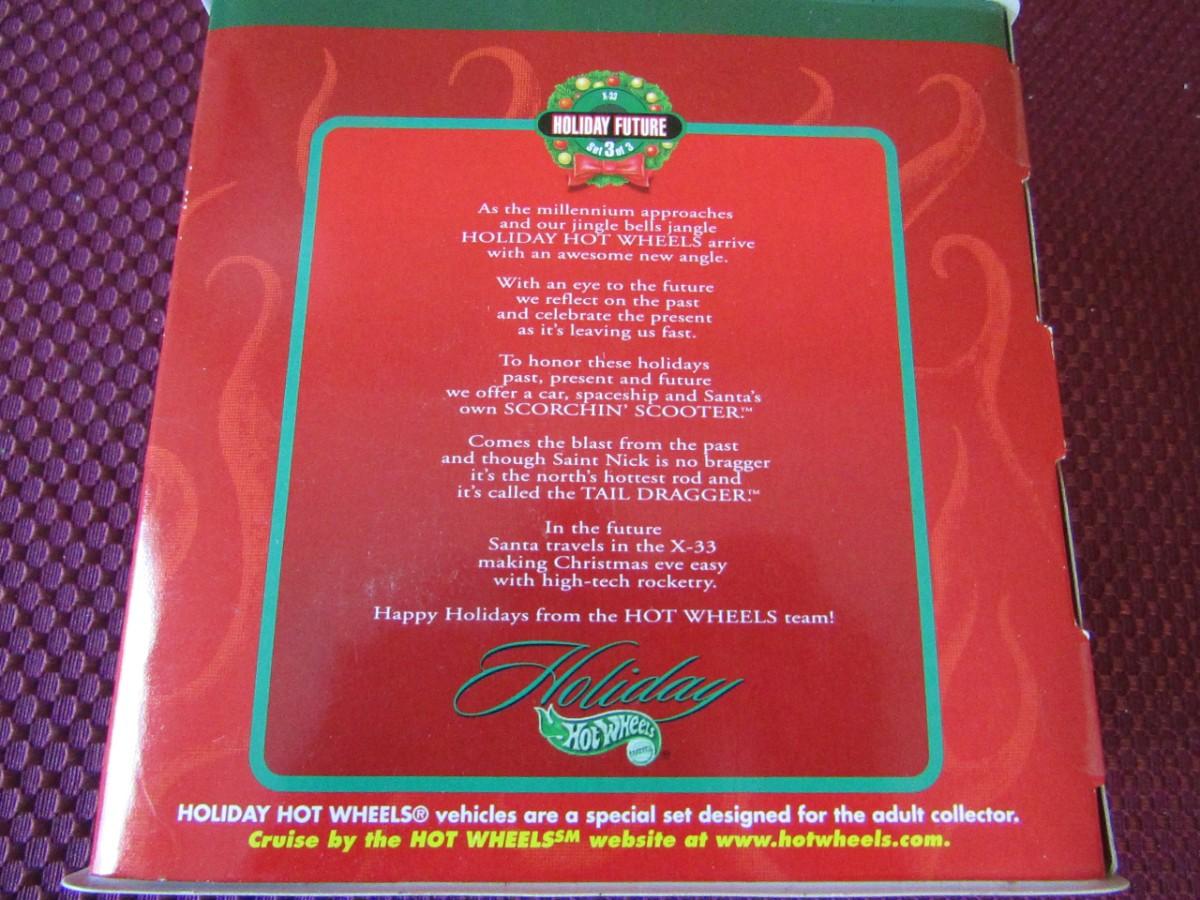 X-33
HOLIDAY FUTURE
Set 3 of 3
As the millennium approaches
and our jingle bells jangle
HOLIDAY HOT WHEELS arrive
with an awesome new angle.
With an eye to the future
we reflect on the past
and celebrate the present
as it's leaving us fast.
To honor these holidays
past, present and future
we offer a car, spaceship and Santa's
own SCORCHIN' SCOOTER.™
Comes the blast from the past
and though Saint Nick is no bragger
it's the north's hottest rod and
it's called the TAIL DRAGGER.™
In the future
Santa travels in the X-33
making Christmas eve easy
with high-tech rocketry.
Happy Holidays from the HOT WHEELS team!
Holiday
Hot Wheels
HOLIDAY HOT WHEELS® vehicles are a special set designed for the adult collector.
Cruise by the HOT WHEELS℠ website at www.hotwheels.com.